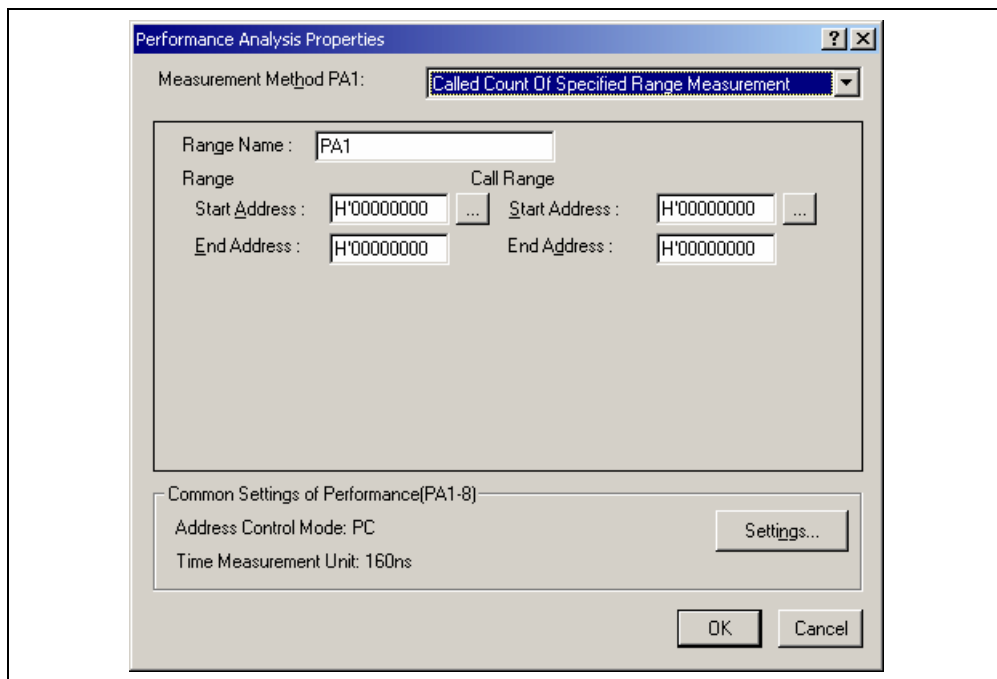 Performance Analysis Properties
Measurement Method PA1: Called Count Of Specified Range Measurement
Range Name : PA1
Range Call Range
Start Address : H'00000000 ... Start Address : H'00000000 ...
End Address : H'00000000 End Address : H'00000000
Common Settings of Performance(PA1-8)
Address Control Mode: PC
Settings...
Time Measurement Unit: 160ns
OK Cancel